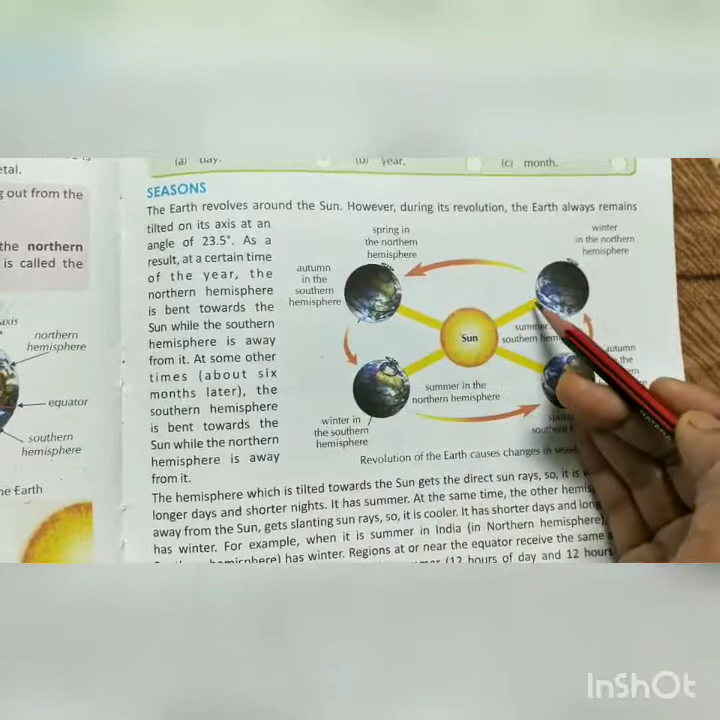 etal.
g out from the
the northern
is called the
axis
northern
hemisphere
equator
southern
hemisphere
he Earth
(a) day.
(b) year.
(c) month.
SEASONS
The Earth revolves around the Sun. However, during its revolution, the Earth always remains
tilted on its axis at an
angle of 23.5°. As a
result, at a certain time
of the year, the
northern hemisphere
is bent towards the
Sun while the southern
hemisphere is away
from it. At some other
times (about six
months later), the
southern hemisphere
is bent towards the
Sun while the northern
hemisphere is away
from it.
spring in
the northern
hemisphere
winter
in the northern
hemisphere
autumn
in the
southern
hemisphere
Sun
summer
southern hem
autumn
the
summer in the
northern hemisphere
winter in
the southern
hemisphere
southern
Revolution of the Earth causes changes in
The hemisphere which is tilted towards the Sun gets the direct sun rays, so, it is
longer days and shorter nights. It has summer. At the same time, the other hemis
away from the Sun, gets slanting sun rays, so, it is cooler. It has shorter days and long
has winter. For example, when it is summer in India (in Northern hemisphere),
hemisphere) has winter. Regions at or near the equator receive the same
(12 hours of day and 12 hours
InShOt